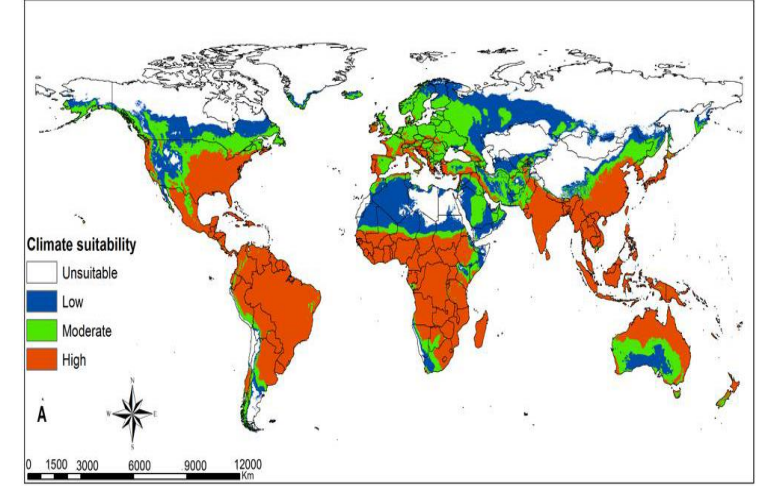 Climate suitability
Unsuitable
Low
Moderate
High
A
N
W
E
S
0 1500 3000 6000 9000 12000
Km